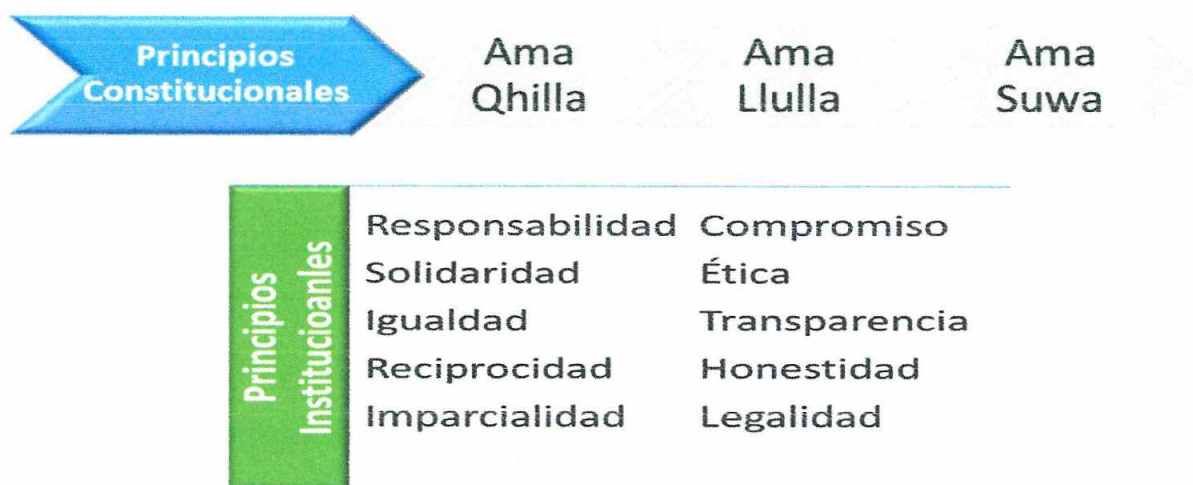 Principios
Constitucionales
Ama
Qhilla
Ama
Llulla
Ama
Suwa
Principios
Institucioanles
Responsabilidad Compromiso
Solidaridad Ética
Igualdad Transparencia
Reciprocidad Honestidad
Imparcialidad Legalidad